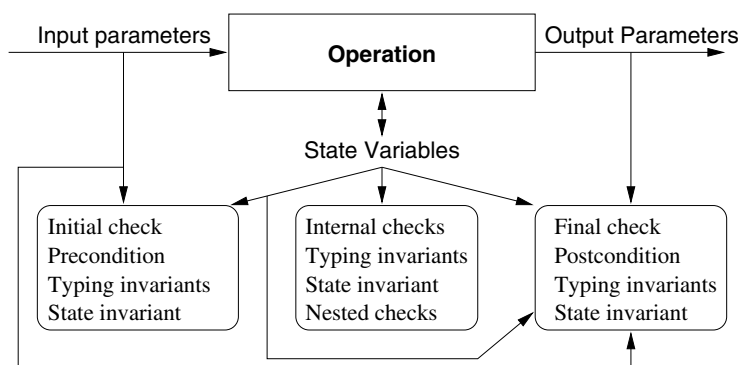 Input parameters
Operation
Output Parameters
State Variables
Initial check
Precondition
Typing invariants
State invariant
Internal checks
Typing invariants
State invariant
Nested checks
Final check
Postcondition
Typing invariants
State invariant